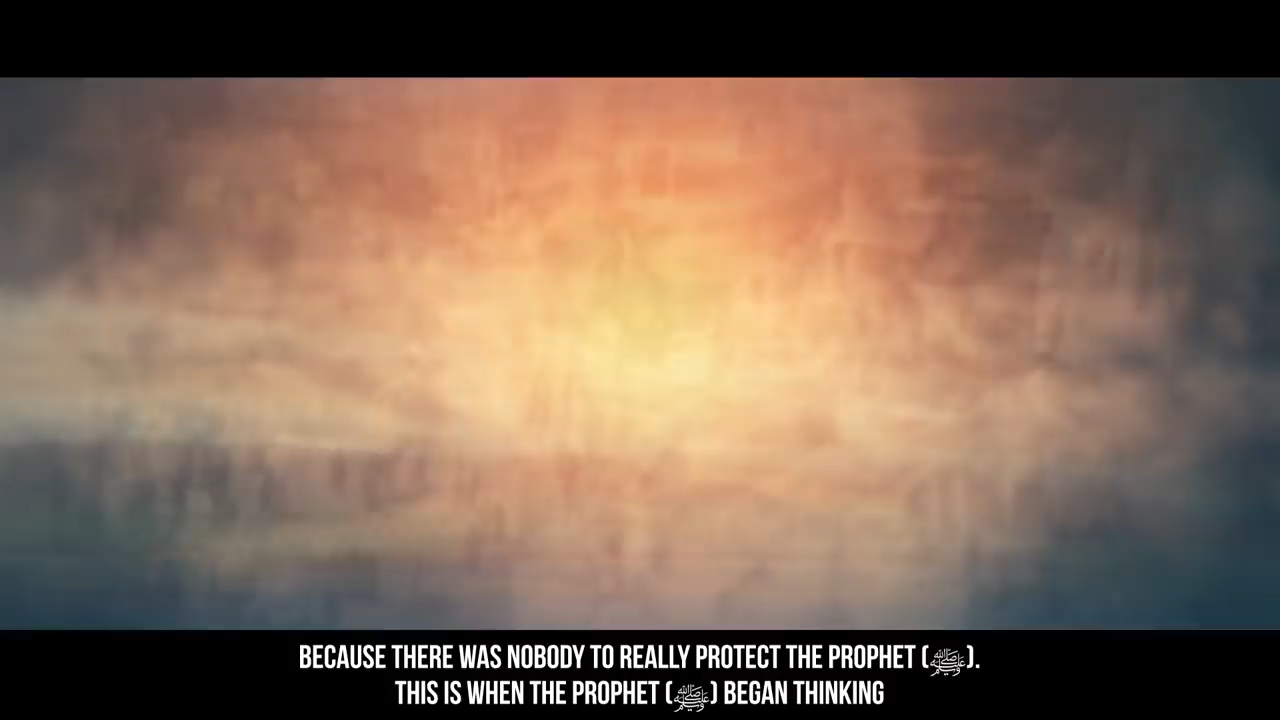 BECAUSE THERE WAS NOBODY TO REALLY PROTECT THE PROPHET (ﷺ).
THIS IS WHEN THE PROPHET (ﷺ) BEGAN THINKING